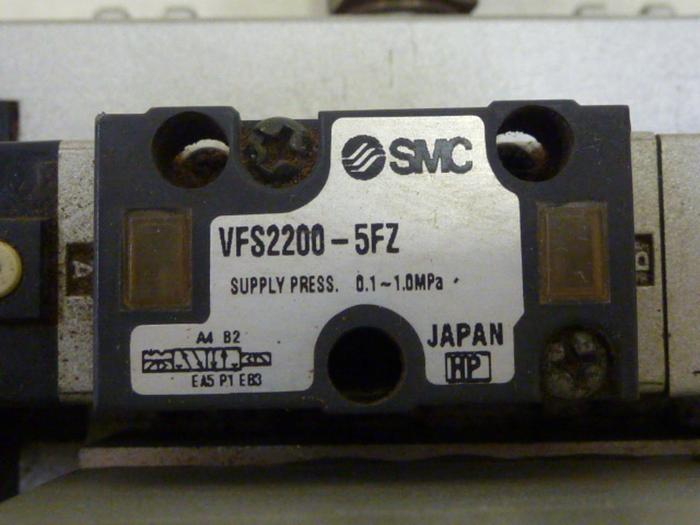 SMC
VFS2200-5FZ
SUPPLY PRESS. 0.1~1.0MPa
A4 B2
EA5 P1 EB3
JAPAN
HP
A